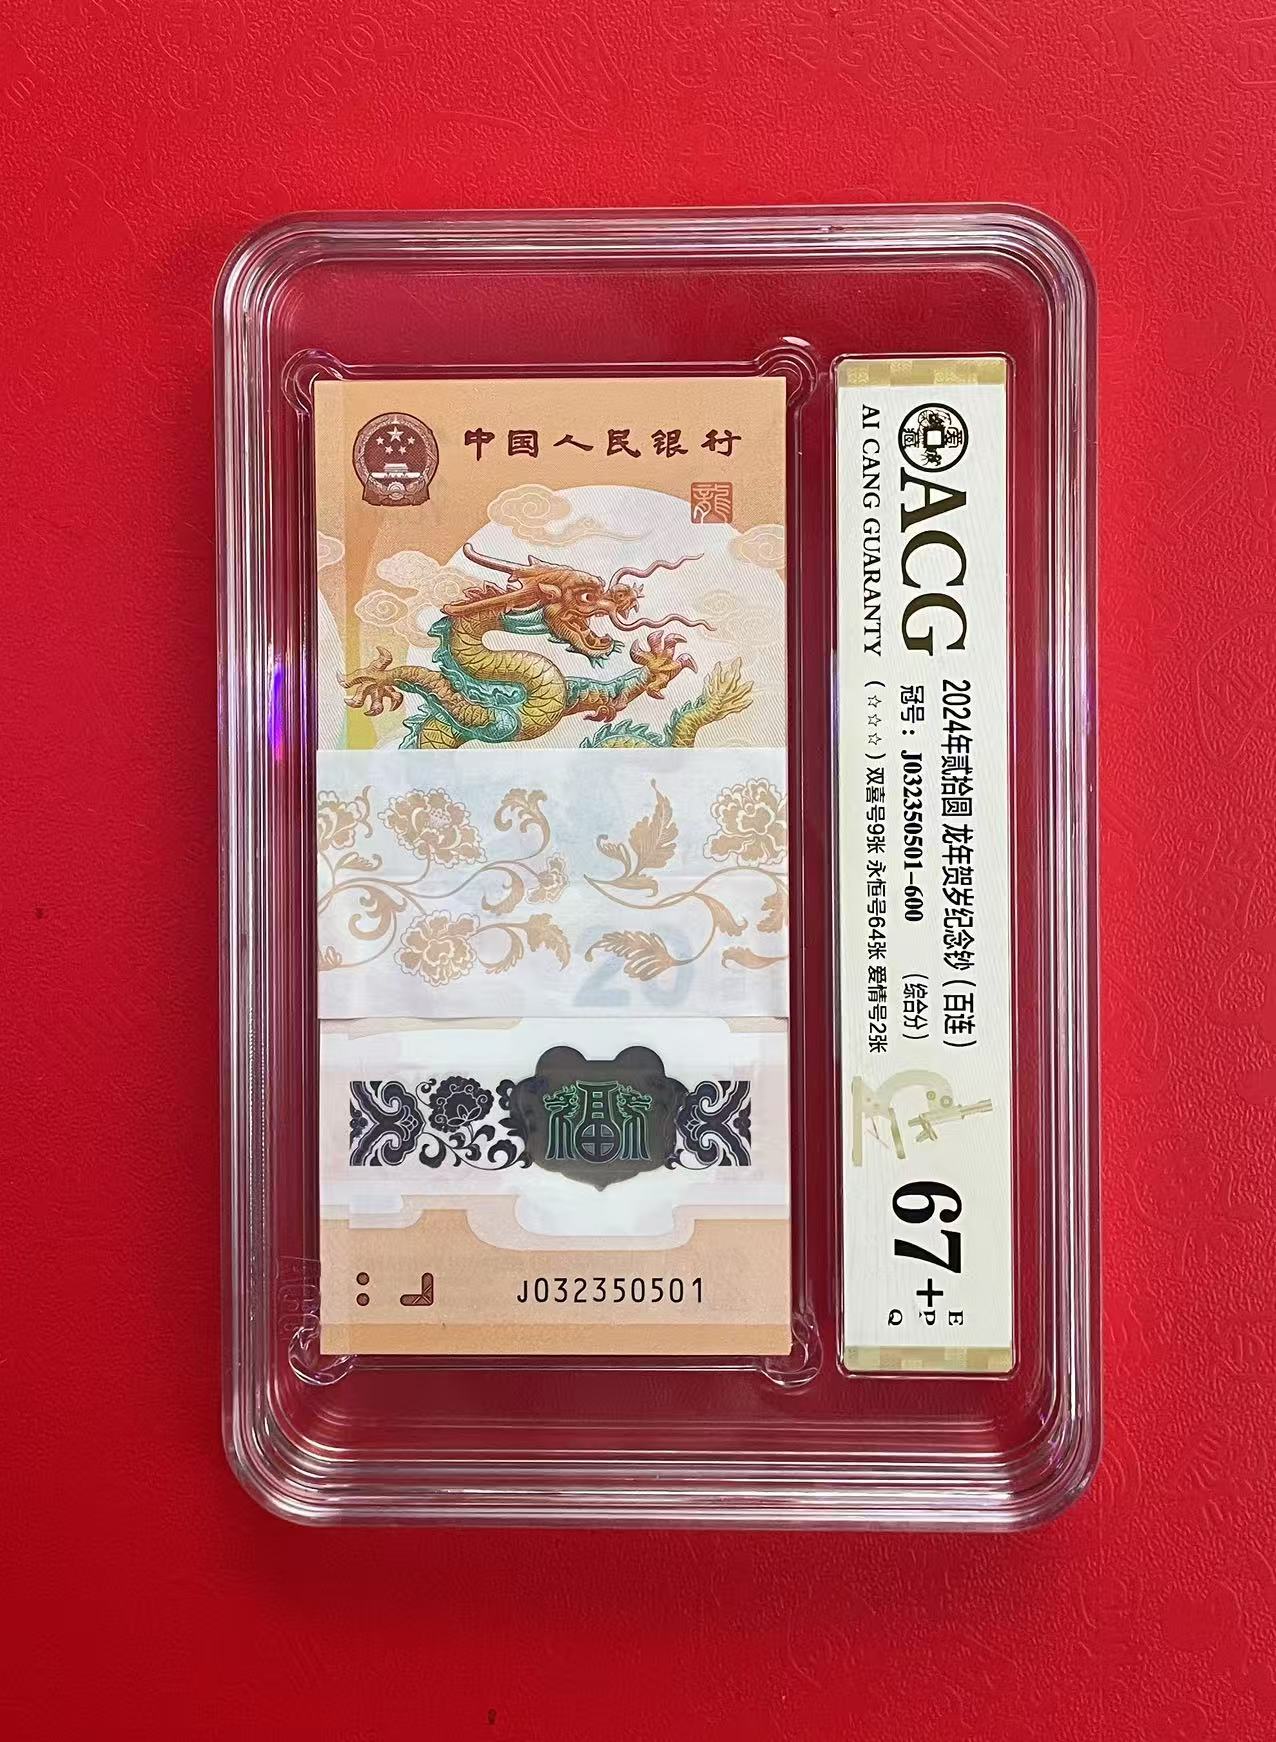 中国人民银行
龍
20
J032350501
ACG
AI CANG GUARANTY
2024年贰拾圆 龙年贺岁纪念钞（百连）
冠号：J032350501-600 （综合分）
（☆☆☆）双喜号9张 永恒号64张 爱情号2张
67+
E
P
Q